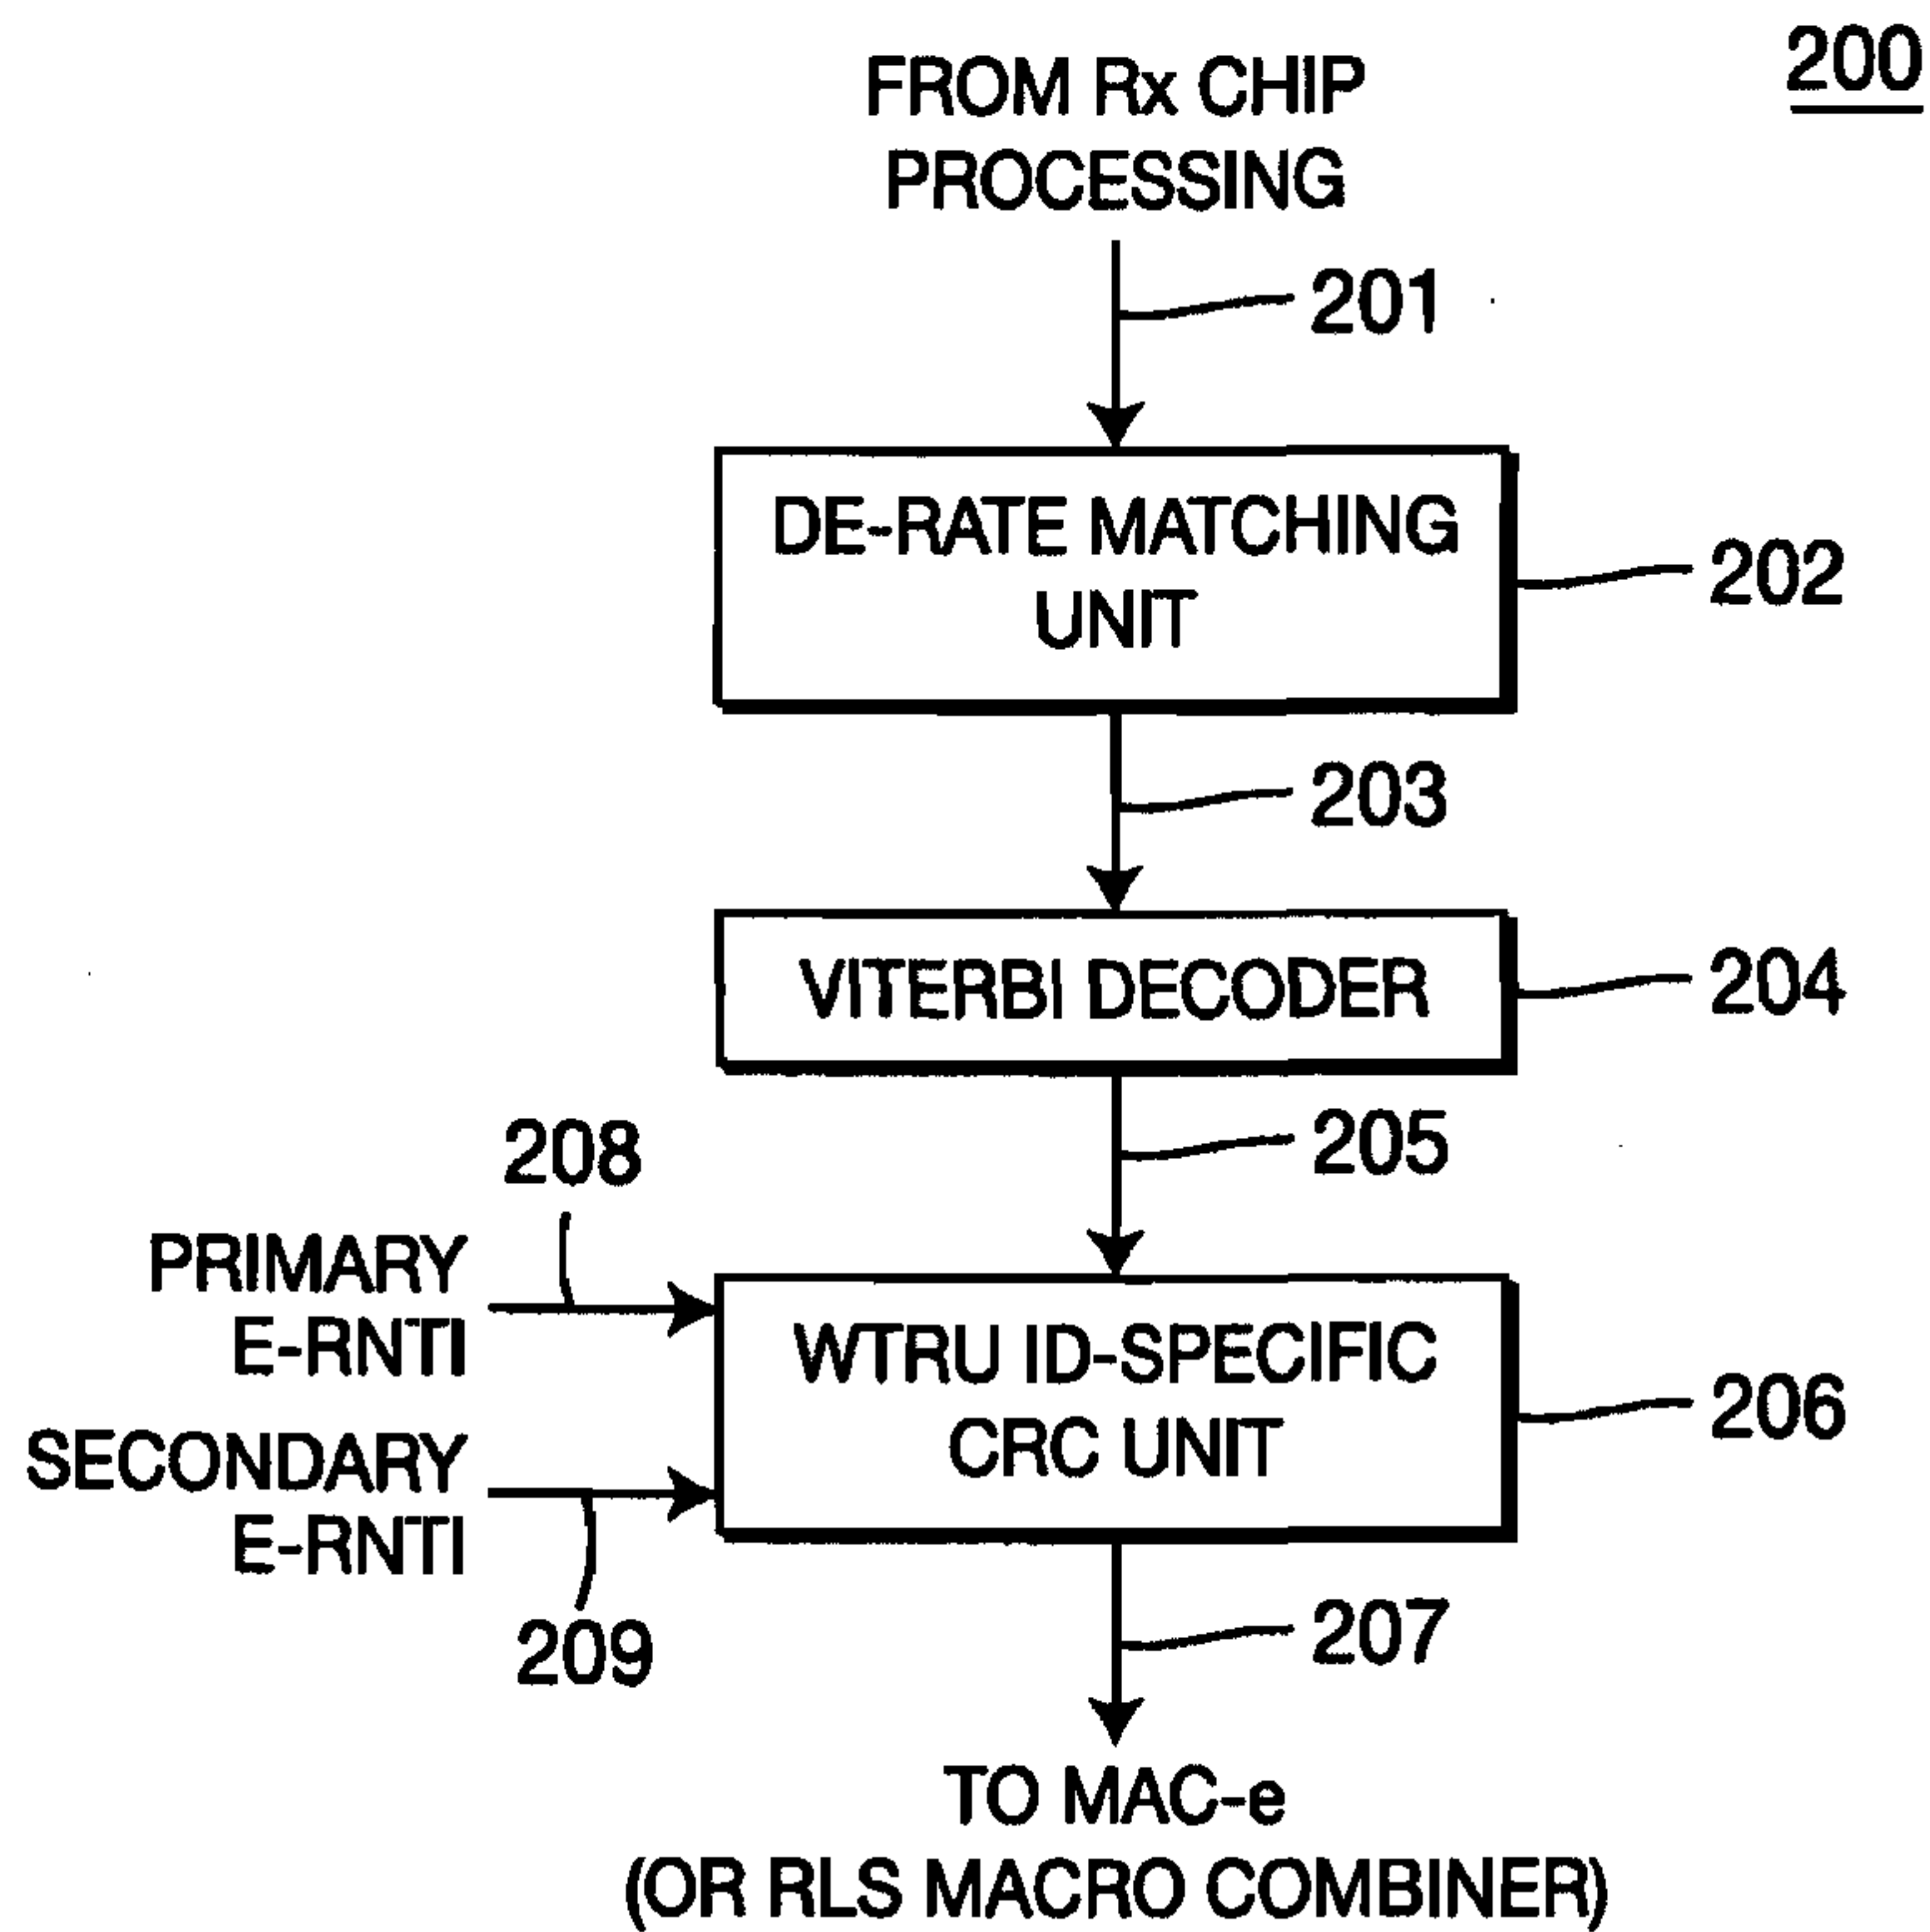 200
FROM Rx CHIP
PROCESSING
201
DE-RATE MATCHING
UNIT
202
203
VITERBI DECODER
204
205
208
PRIMARY
E-RNTI
WTRU ID-SPECIFIC
CRC UNIT
206
SECONDARY
E-RNTI
209
207
TO MAC-e
(OR RLS MACRO COMBINER)